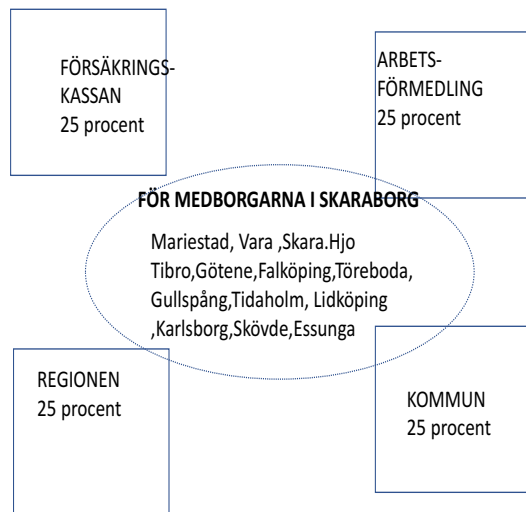 FÖRSÄKRINGS-
KASSAN
25 procent
ARBETS-
FÖRMEDLING
25 procent
FÖR MEDBORGARNA I SKARABORG
Mariestad, Vara ,Skara.Hjo
Tibro,Götene,Falköping,Töreboda,
Gullspång,Tidaholm, Lidköping
,Karlsborg,Skövde,Essunga
REGIONEN
25 procent
KOMMUN
25 procent